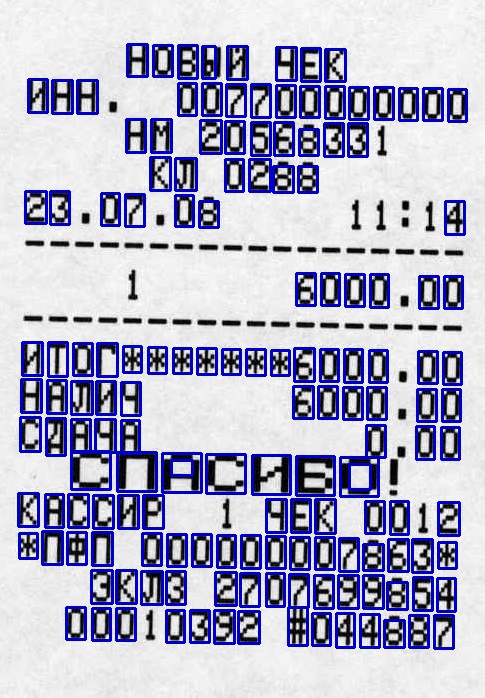 НОВЫЙ ЧЕК
ИНН. 007700000000
НМ 20568331
КЛ 0288
23.07.08 11:14
1 6000.00
ИТОГ*******6000.00
НАЛИЧ 6000.00
СДАЧА 0.00
СПАСИБО!
КАССИР 1 ЧЕК 0012
*ПФП 000000007863*
ЭКЛЗ 2707699854
00010392 #044887